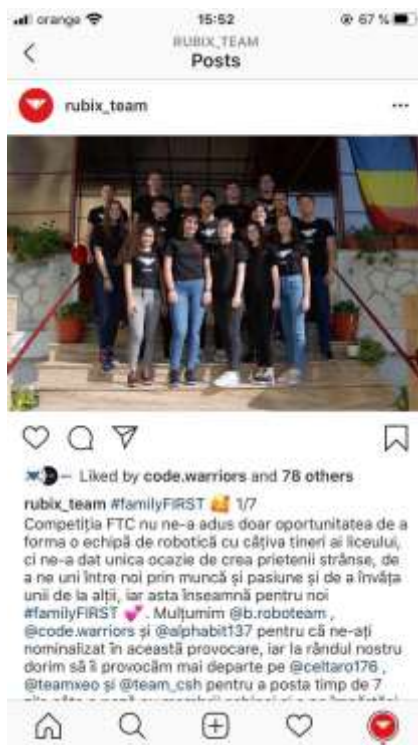 orange 15:52 67 %
RUBIX_TEAM
Posts
rubix_team
Liked by code.warriors and 78 others
rubix_team #familyFIRST 🥰 1/7
Competiția FTC nu ne-a adus doar oportunitatea de a
forma o echipă de robotică cu câțiva tineri ai liceului,
ci ne-a dat unica ocazie de crea prietenii strânse, de
a ne uni între noi prin muncă și pasiune și de a învăța
unii de la alții, iar asta înseamnă pentru noi
#familyFIRST 💞. Mulțumim @b.roboteam ,
@code.warriors și @alphabit137 pentru că ne-ați
nominalizat în această provocare, iar la rândul nostru
dorim să îi provocăm mai departe pe @celtaro176 ,
@teamxeo și @team_csh pentru a posta timp de 7